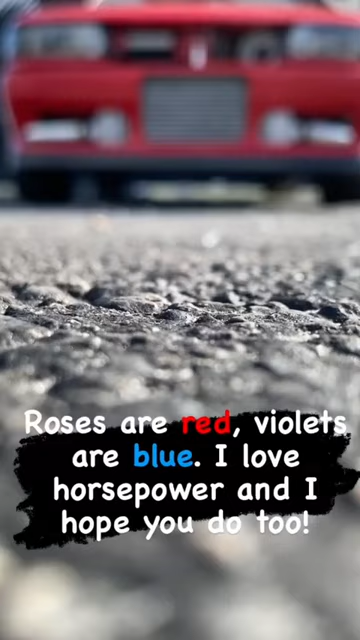 Roses are red, violets
are blue. I love
horsepower and I
hope you do too!